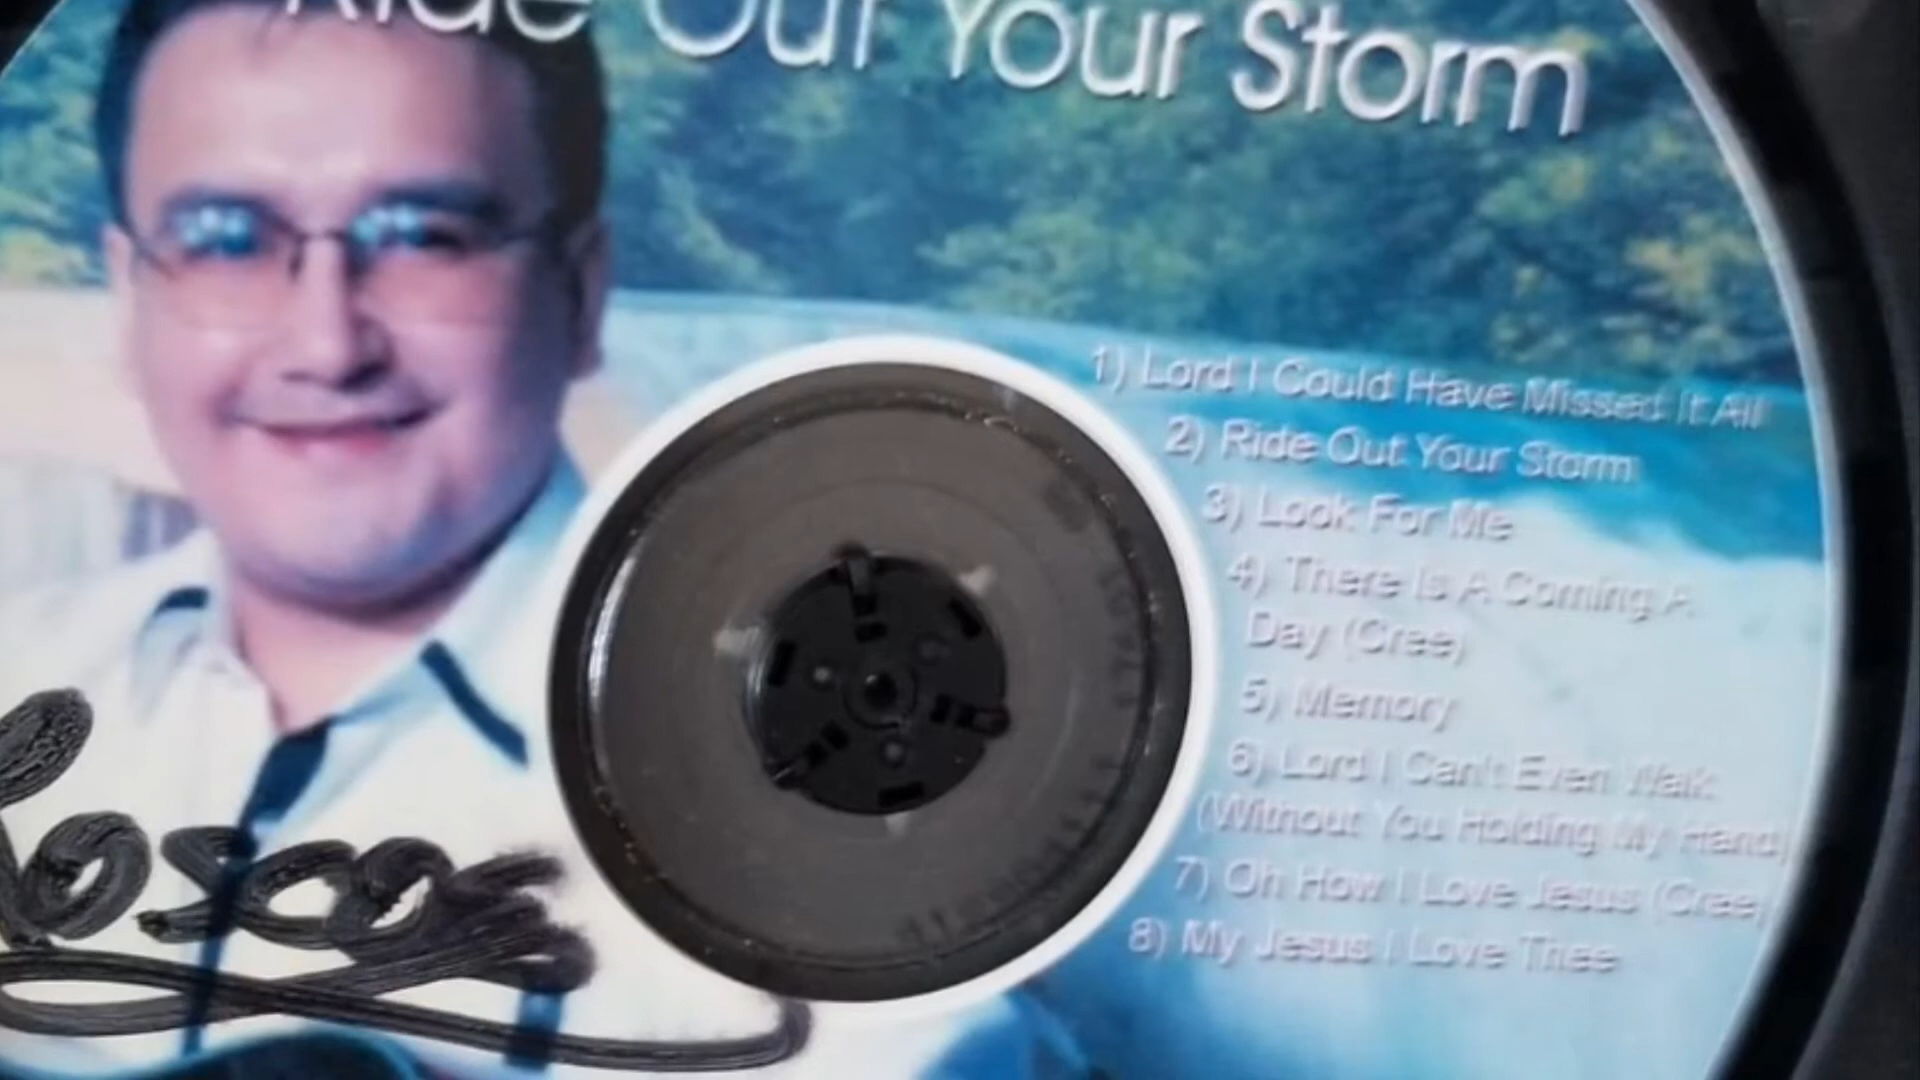 Ride Out Your Storm
1) Lord I Could Have Missed It All
2) Ride Out Your Storm
3) Look For Me
4) There Is A Coming A
Day (Cree)
5) Memory
6) Lord I Can't Even Walk
(Without You Holding My Hand)
7) Oh How I Love Jesus (Cree)
8) My Jesus I Love Thee